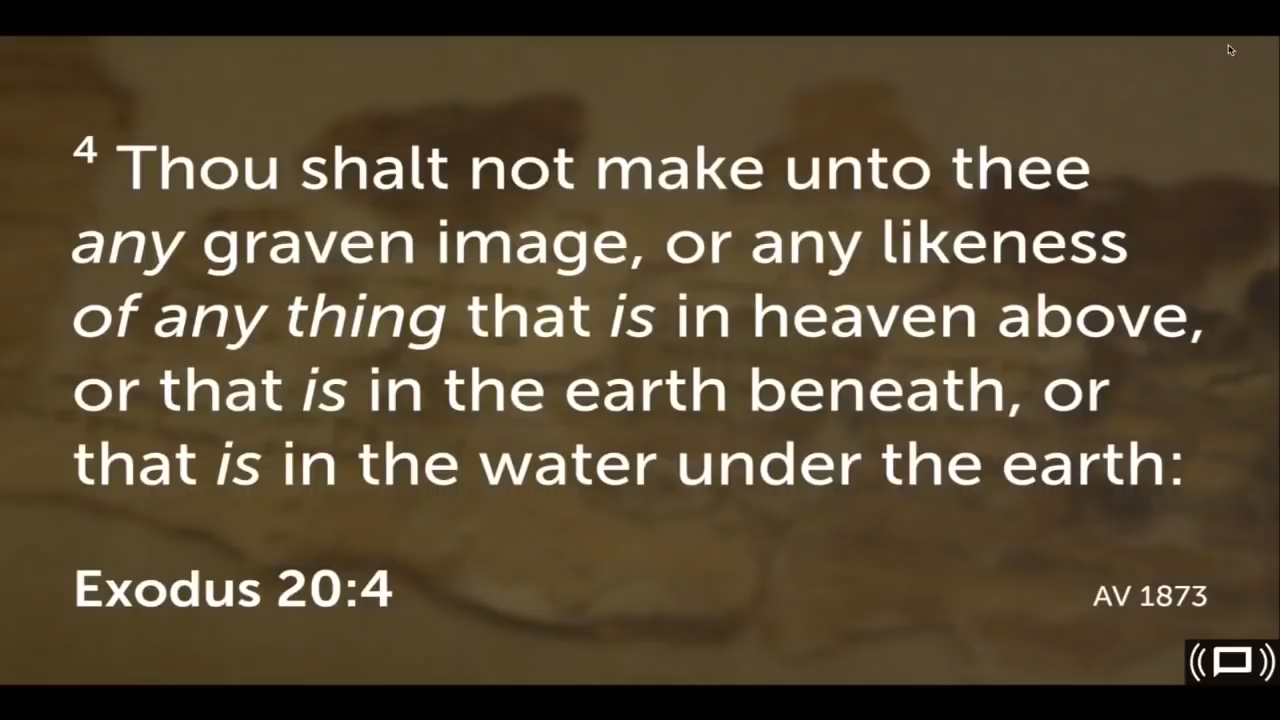 4 Thou shalt not make unto thee
any graven image, or any likeness
of any thing that is in heaven above,
or that is in the earth beneath, or
that is in the water under the earth:
Exodus 20:4
AV 1873